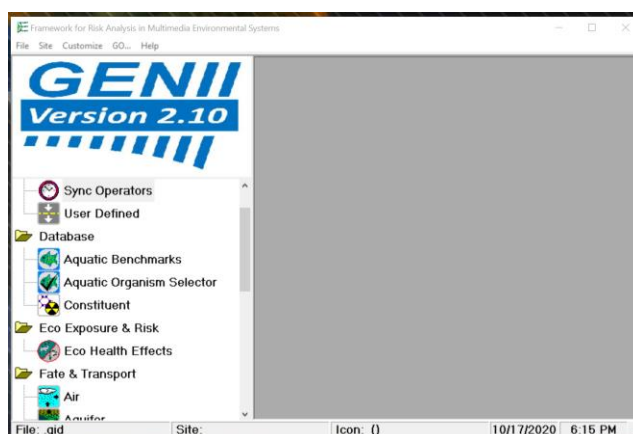 Framework for Risk Analysis in Multimedia Environmental Systems
File Site Customize GO... Help
GENII
Version 2.10
Sync Operators
User Defined
Database
Aquatic Benchmarks
Aquatic Organism Selector
Constituent
Eco Exposure & Risk
Eco Health Effects
Fate & Transport
Air
Aquifer
File: .gid Site: Icon: () 10/17/2020 6:15 PM